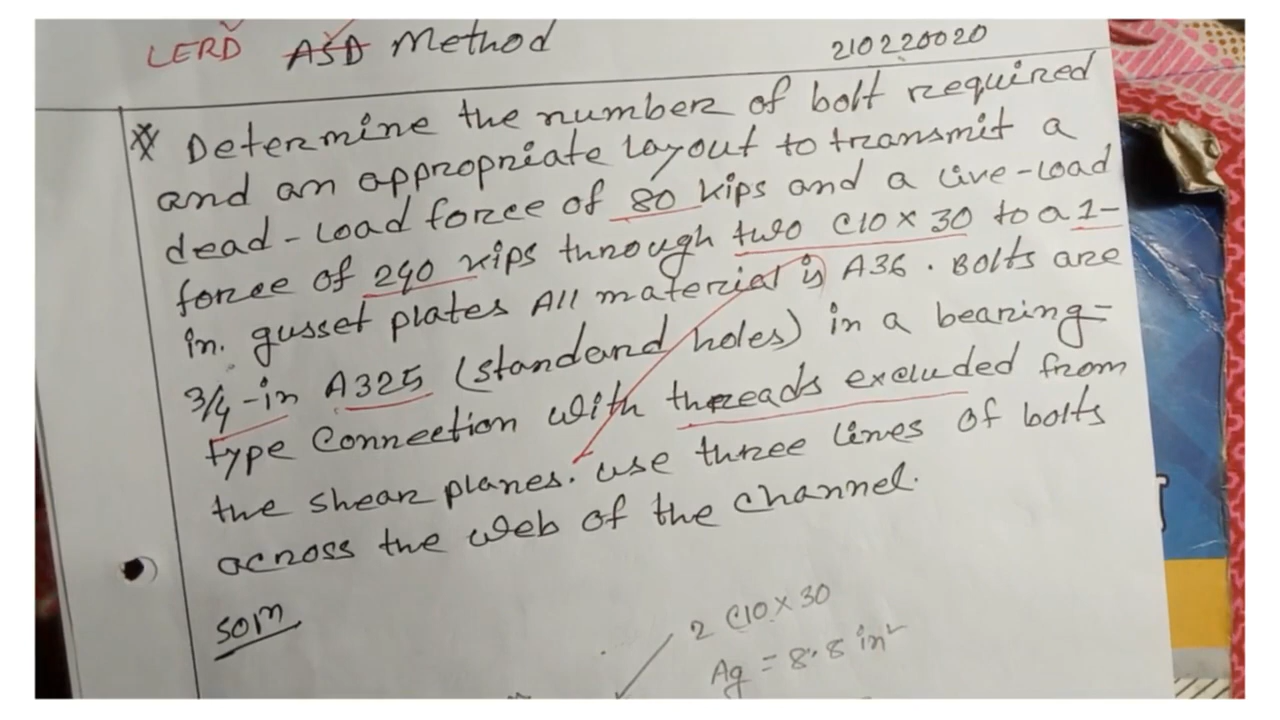 LERD ASD Method
210220020
* Determine the number of bolt required
and an appropriate layout to transmit a
dead-load force of 80 kips and a live-load
force of 240 kips through two C10 × 30 to a 1-
in. gusset plates All material is A36. Bolts are
3/4-in A325 (standard holes) in a bearing-
type Connection with threads excluded from
the shear planes. use three lines of bolts
across the web of the channel.
Soln
2 C10 × 30
Ag = 8.8 in²